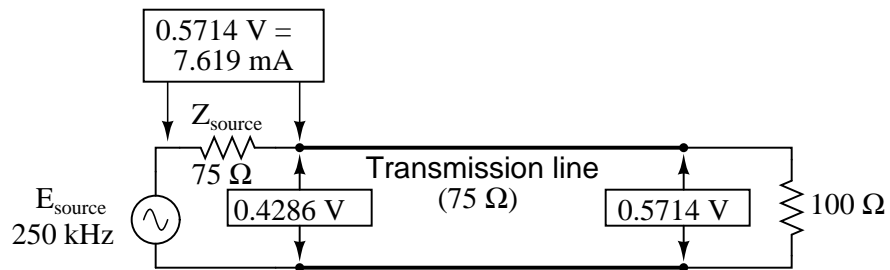 0.5714 V =
7.619 mA
Z_source
75 Ω
Transmission line
(75 Ω)
E_source
250 kHz
0.4286 V
0.5714 V
100 Ω